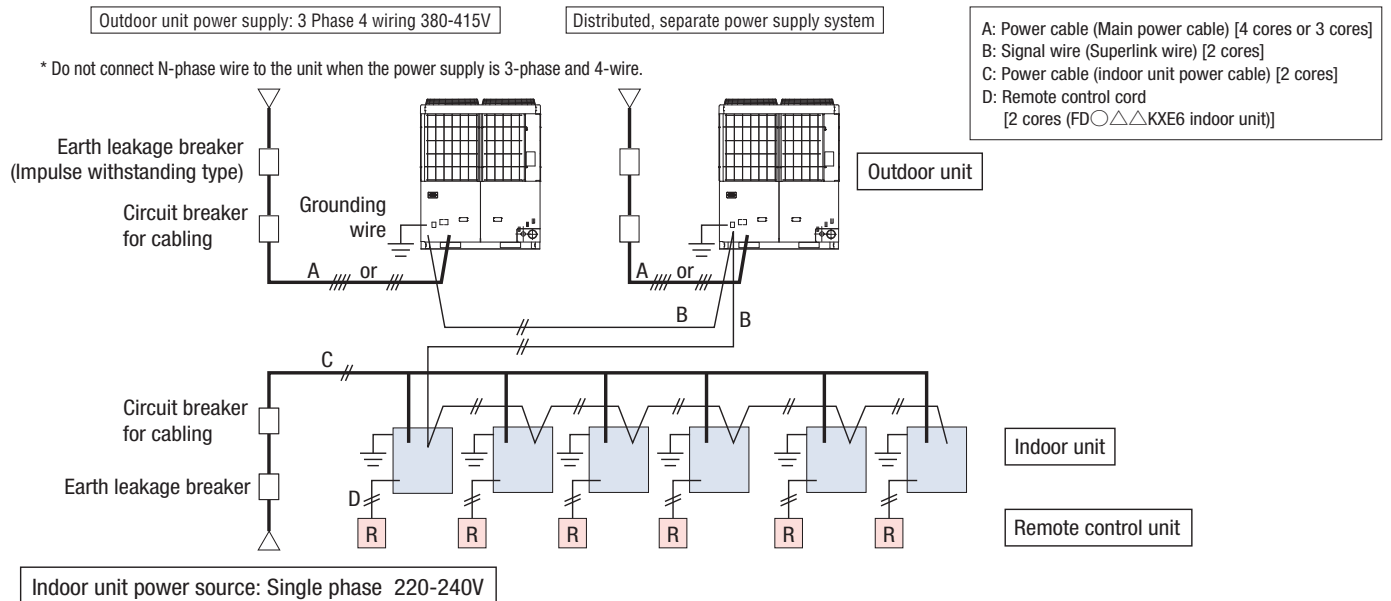 Outdoor unit power supply: 3 Phase 4 wiring 380-415V
Distributed, separate power supply system
A: Power cable (Main power cable) [4 cores or 3 cores]
B: Signal wire (Superlink wire) [2 cores]
C: Power cable (indoor unit power cable) [2 cores]
D: Remote control cord
[2 cores (FD○△△KXE6 indoor unit)]
* Do not connect N-phase wire to the unit when the power supply is 3-phase and 4-wire.
Earth leakage breaker
(Impulse withstanding type)
Outdoor unit
Circuit breaker
for cabling
Grounding
wire
A or
A or
B
B
C
Circuit breaker
for cabling
Indoor unit
Earth leakage breaker
D
R
R
R
R
R
R
Remote control unit
Indoor unit power source: Single phase 220-240V